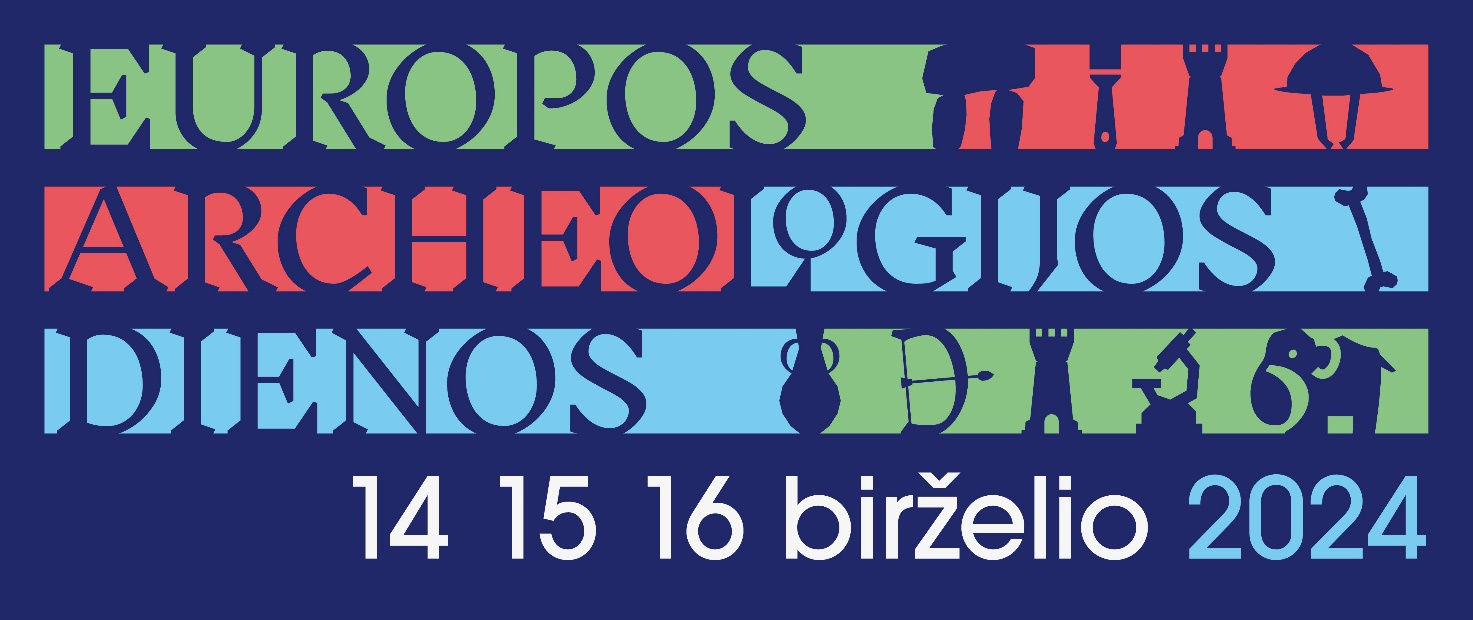 EUROPOS
ARCHEOLOGIJOS
DIENOS
14 15 16 birželio 2024